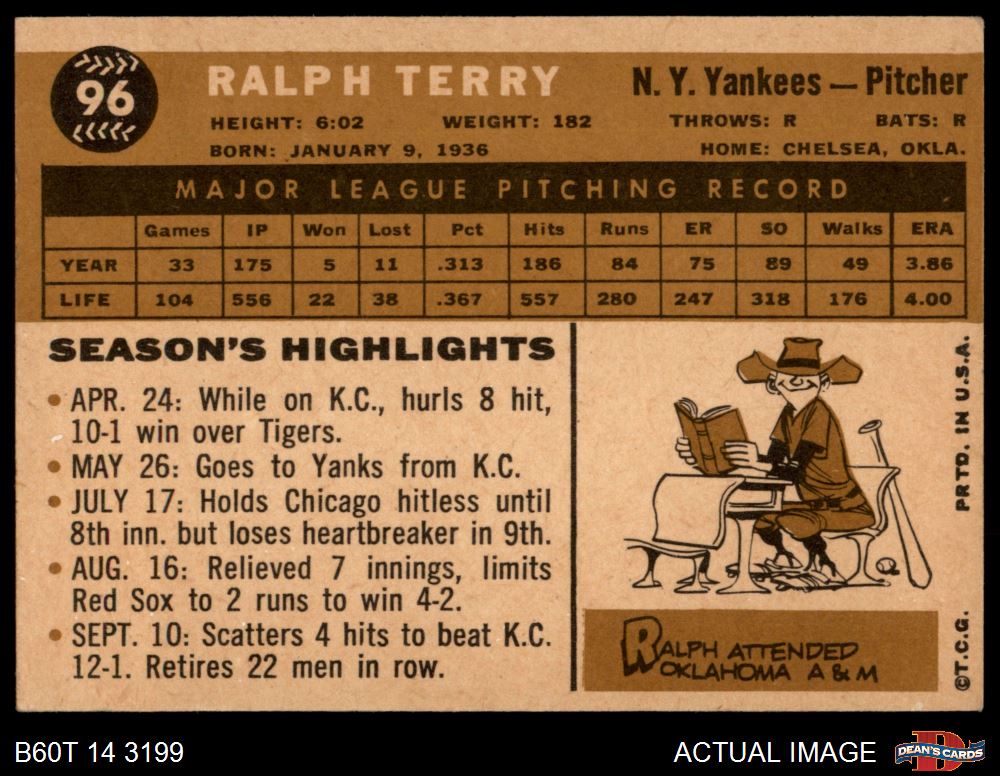 96
RALPH TERRY
N. Y. Yankees — Pitcher
HEIGHT: 6:02 WEIGHT: 182 THROWS: R BATS: R
BORN: JANUARY 9, 1936 HOME: CHELSEA, OKLA.
MAJOR LEAGUE PITCHING RECORD
Games IP Won Lost Pct Hits Runs ER SO Walks ERA
YEAR 33 175 5 11 .313 186 84 75 89 49 3.86
LIFE 104 556 22 38 .367 557 280 247 318 176 4.00
SEASON'S HIGHLIGHTS
• APR. 24: While on K.C., hurls 8 hit,
10-1 win over Tigers.
• MAY 26: Goes to Yanks from K.C.
• JULY 17: Holds Chicago hitless until
8th inn. but loses heartbreaker in 9th.
• AUG. 16: Relieved 7 innings, limits
Red Sox to 2 runs to win 4-2.
• SEPT. 10: Scatters 4 hits to beat K.C.
12-1. Retires 22 men in row.
RALPH ATTENDED
OKLAHOMA A & M
©T.C.G. PRTD. IN U.S.A.
B60T 14 3199
ACTUAL IMAGE
DEAN'S CARDS